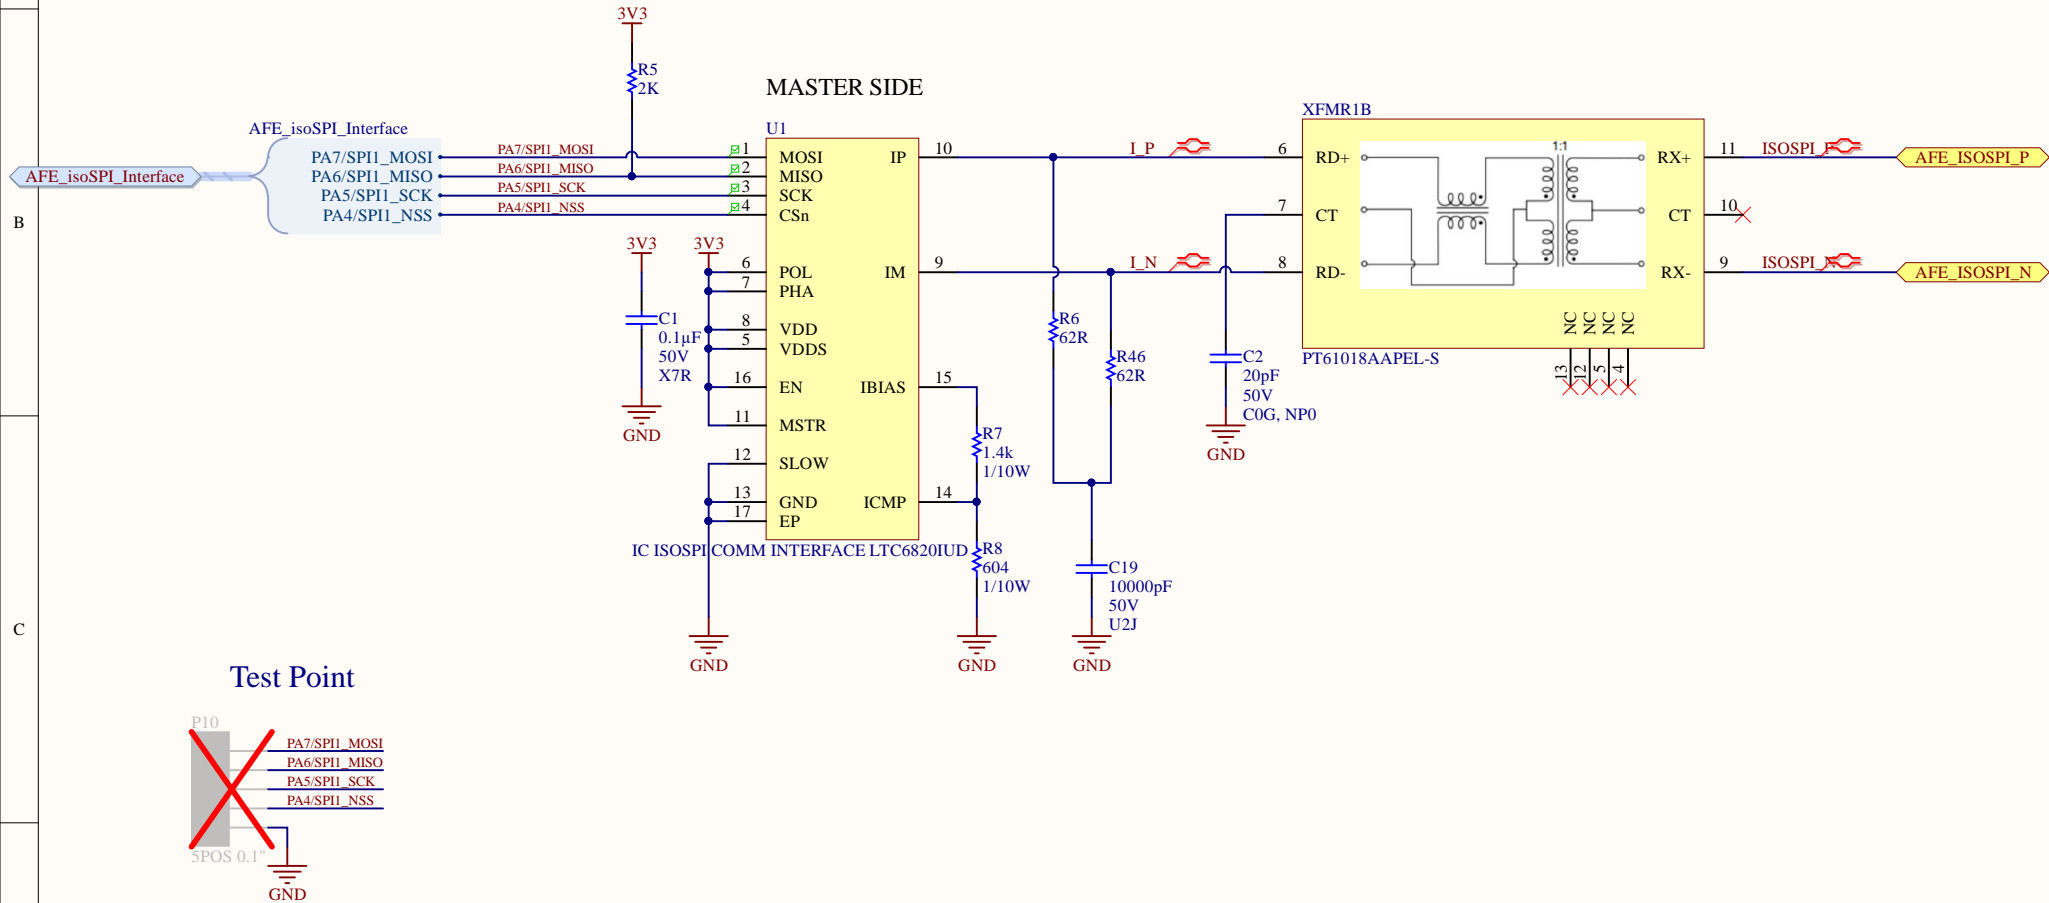 3V3
R5
2K
MASTER SIDE
XFMR1B
AFE_isoSPI_Interface
U1
1:1
AFE_isoSPI_Interface
PA7/SPI1_MOSI
PA6/SPI1_MISO
PA5/SPI1_SCK
PA4/SPI1_NSS
PA7/SPI1_MOSI
PA6/SPI1_MISO
PA5/SPI1_SCK
PA4/SPI1_NSS
1 MOSI
2 MISO
3 SCK
4 CSn
6 POL
7 PHA
8 VDD
5 VDDS
16 EN
11 MSTR
12 SLOW
13 GND
17 EP
IP 10
IM 9
IBIAS 15
ICMP 14
IC ISOSPI COMM INTERFACE LTC6820IUD
B
3V3
3V3
C1
0.1µF
50V
X7R
GND
GND
I_P
I_N
6 RD+
7 CT
8 RD-
RX+ 11
CT 10
RX- 9
NC 13
NC 12
NC 5
NC 4
PT61018AAPEL-S
AFE_ISOSPI_P
ISOSPI_N
AFE_ISOSPI_N
R6
62R
R46
62R
C2
20pF
50V
C0G, NP0
GND
R7
1.4k
1/10W
R8
604
1/10W
GND
C19
10000pF
50V
U2J
GND
C
Test Point
P10
PA7/SPI1_MOSI
PA6/SPI1_MISO
PA5/SPI1_SCK
PA4/SPI1_NSS
5POS 0.1"
GND